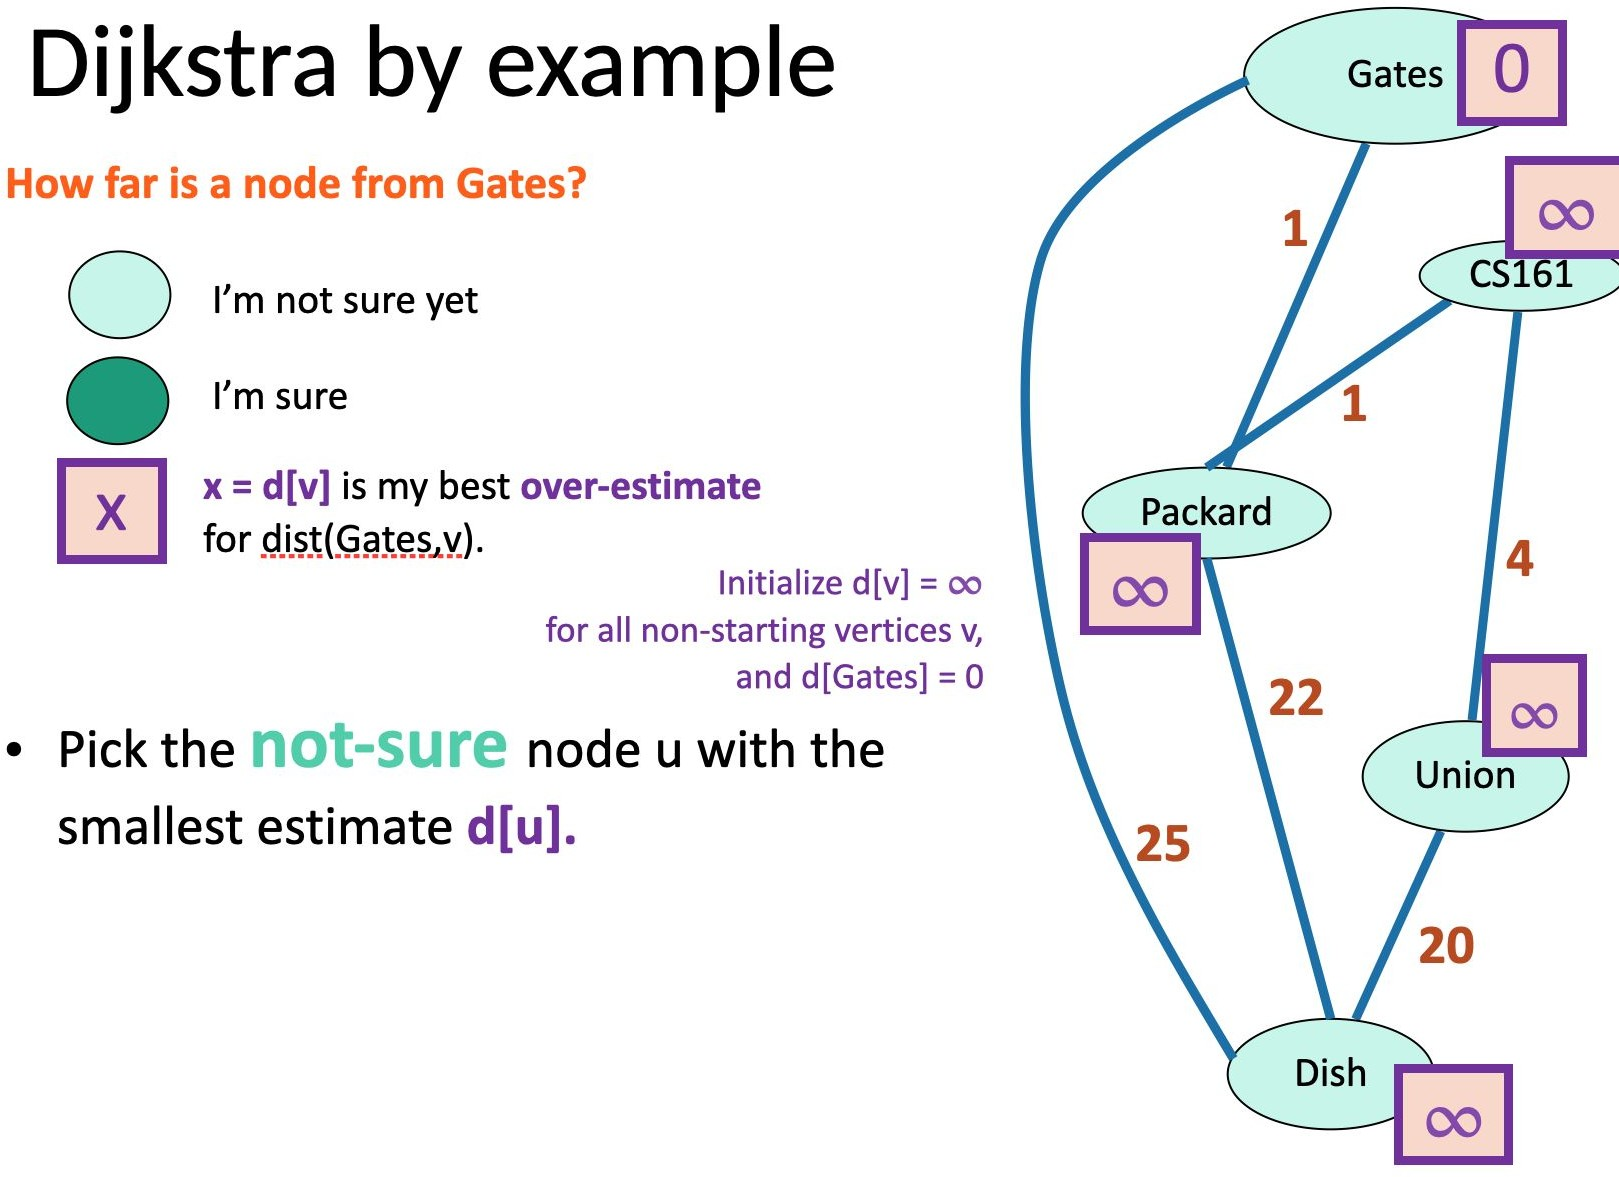 Dijkstra by example
How far is a node from Gates?
I’m not sure yet
I’m sure
X
x = d[v] is my best over-estimate
for dist(Gates,v).
Initialize d[v] = ∞
for all non-starting vertices v,
and d[Gates] = 0
• Pick the not-sure node u with the
smallest estimate d[u].
Gates
0
∞
CS161
1
1
Packard
∞
4
22
∞
Union
25
20
Dish
∞